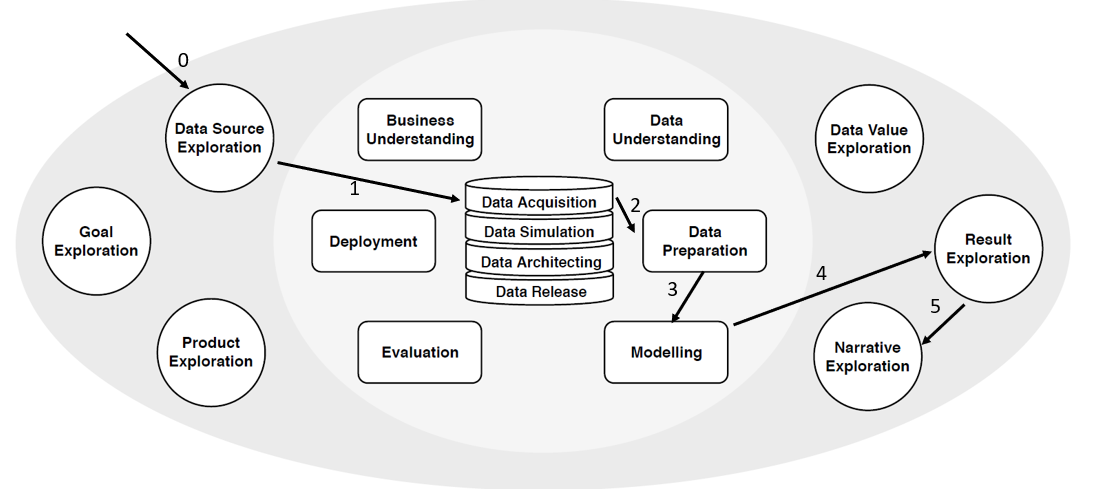 0
Data Source
Exploration
Business
Understanding
Data
Understanding
Data Value
Exploration
1
Data Acquisition
Data Simulation
Data Architecting
Data Release
2
Goal
Exploration
Deployment
Data
Preparation
Result
Exploration
3
4
5
Product
Exploration
Evaluation
Modelling
Narrative
Exploration